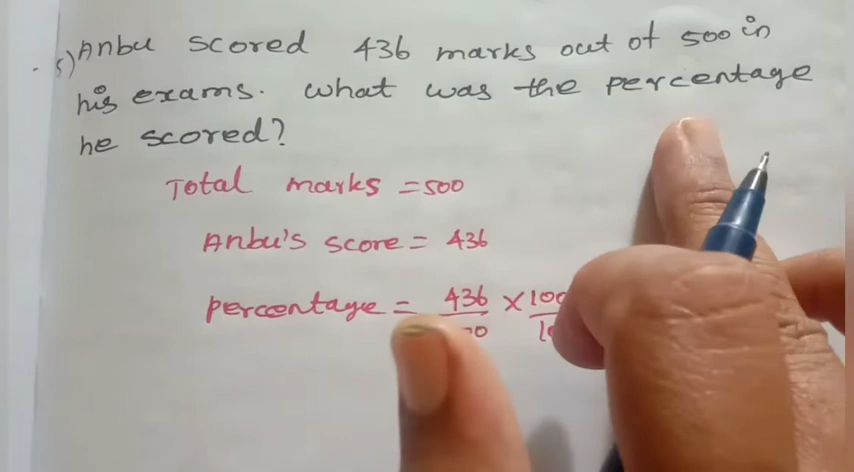 5) Anbu scored 436 marks out of 500 in
his exams. What was the percentage
he scored?
Total marks = 500
Anbu's score = 436
percentage = 436 × 100